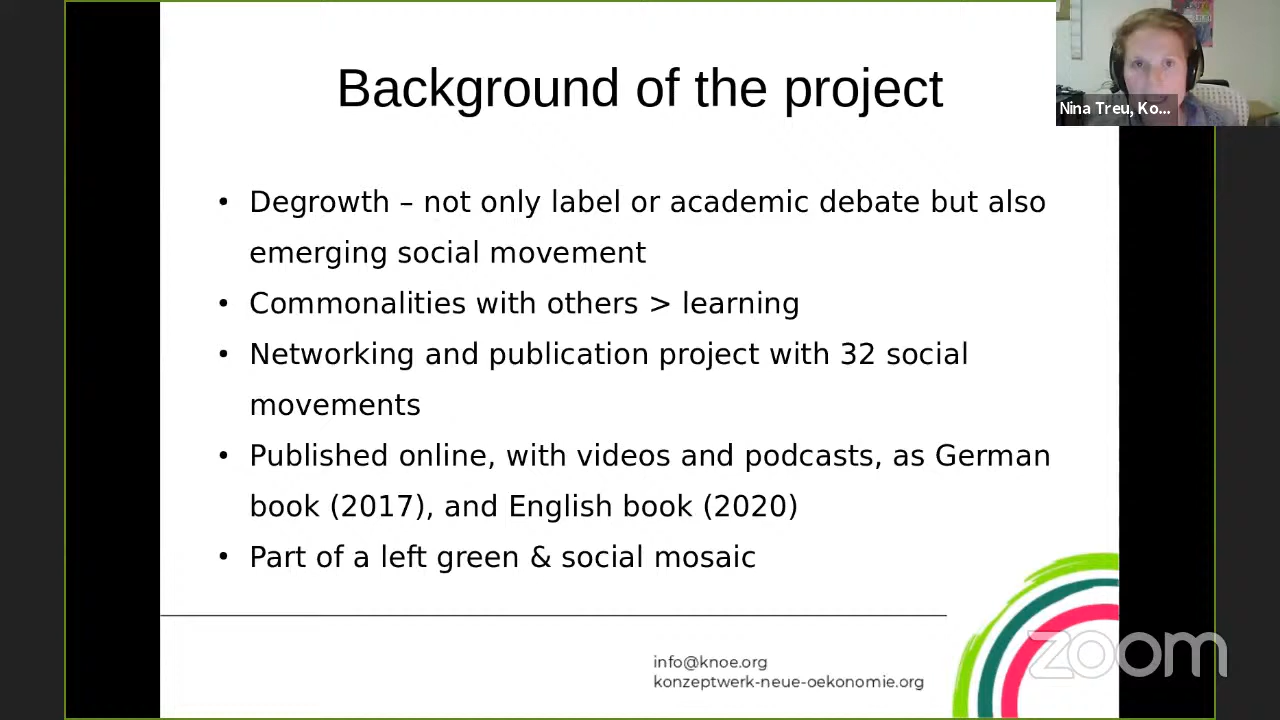 Background of the project
Nina Treu, Ko...
• Degrowth – not only label or academic debate but also
emerging social movement
• Commonalities with others > learning
• Networking and publication project with 32 social
movements
• Published online, with videos and podcasts, as German
book (2017), and English book (2020)
• Part of a left green & social mosaic
info@knoe.org
konzeptwerk-neue-oekonomie.org
zoom